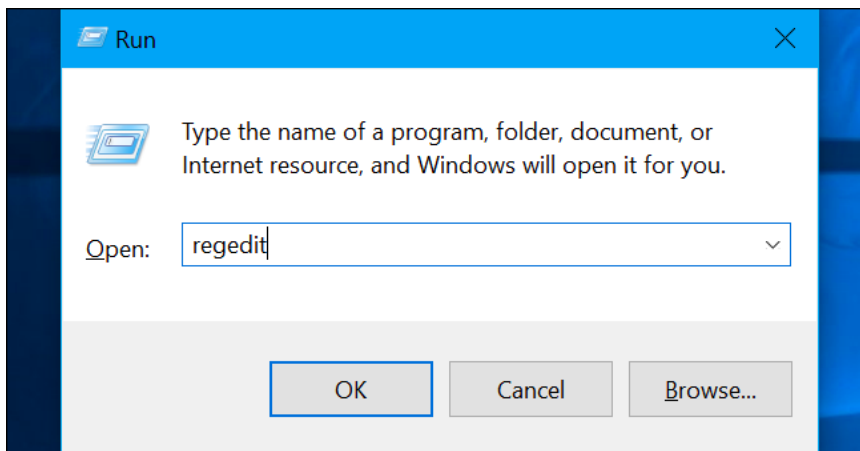 Run
Type the name of a program, folder, document, or
Internet resource, and Windows will open it for you.
Open: regedit
OK Cancel Browse...